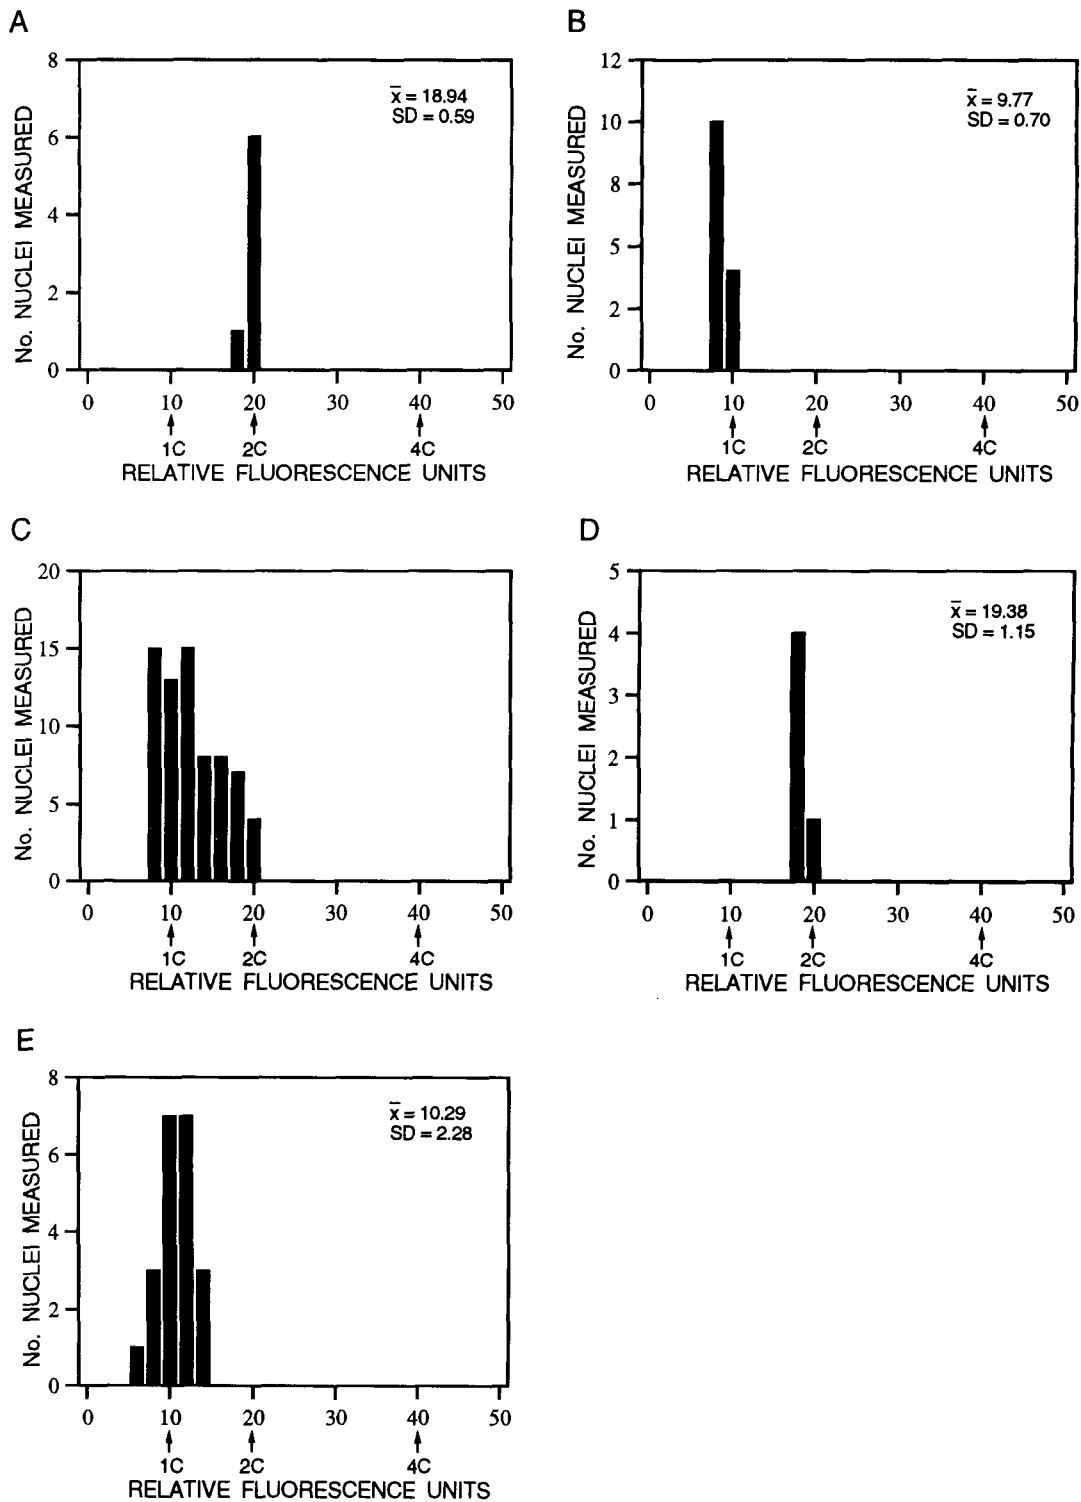 A
8
6
4
2
0
No. NUCLEI MEASURED
x̄ = 18.94
SD = 0.59
0 10 20 30 40 50
1C 2C 4C
RELATIVE FLUORESCENCE UNITS
B
12
10
8
5
2
0
No. NUCLEI MEASURED
x̄ = 9.77
SD = 0.70
0 10 20 30 40 50
1C 2C 4C
RELATIVE FLUORESCENCE UNITS
C
20
15
10
5
0
No. NUCLEI MEASURED
0 10 20 30 40 50
1C 2C 4C
RELATIVE FLUORESCENCE UNITS
D
5
4
3
2
1
0
No. NUCLEI MEASURED
x̄ = 19.38
SD = 1.15
0 10 20 30 40 50
1C 2C 4C
RELATIVE FLUORESCENCE UNITS
E
8
6
4
2
0
No. NUCLEI MEASURED
x̄ = 10.29
SD = 2.28
0 10 20 30 40 50
1C 2C 4C
RELATIVE FLUORESCENCE UNITS